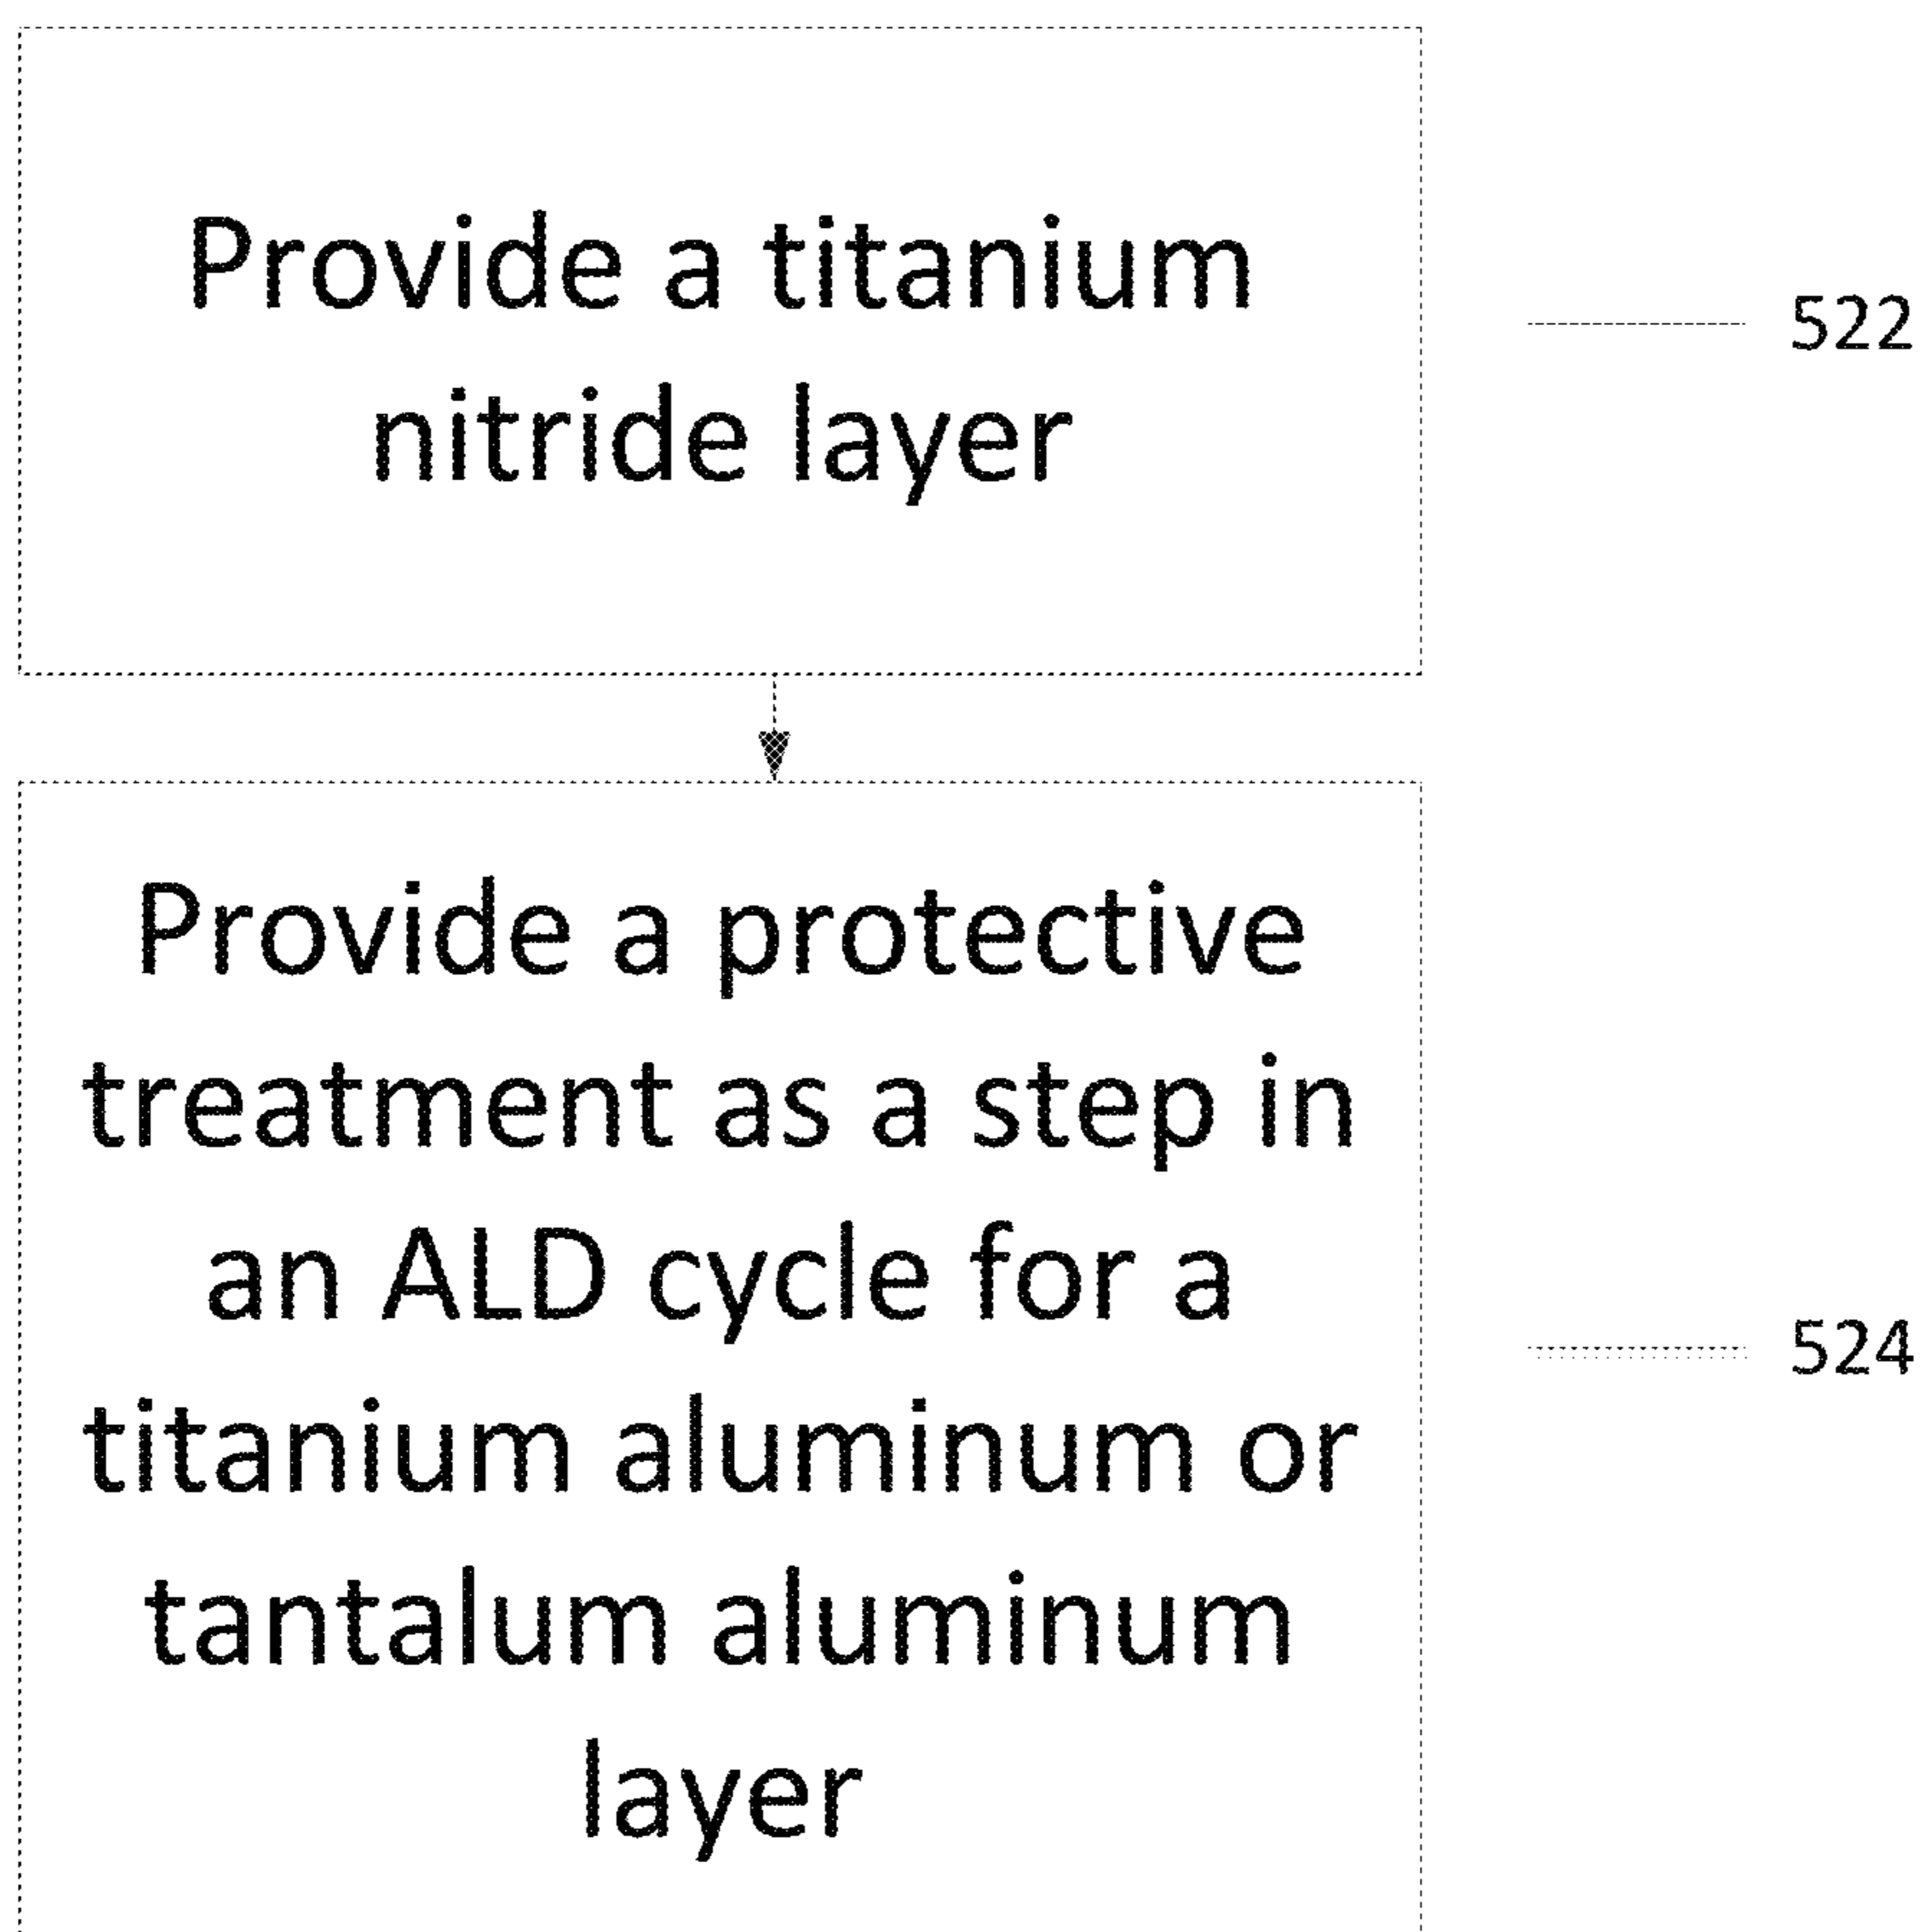 Provide a titanium
nitride layer
522
Provide a protective
treatment as a step in
an ALD cycle for a
titanium aluminum or
tantalum aluminum
layer
524